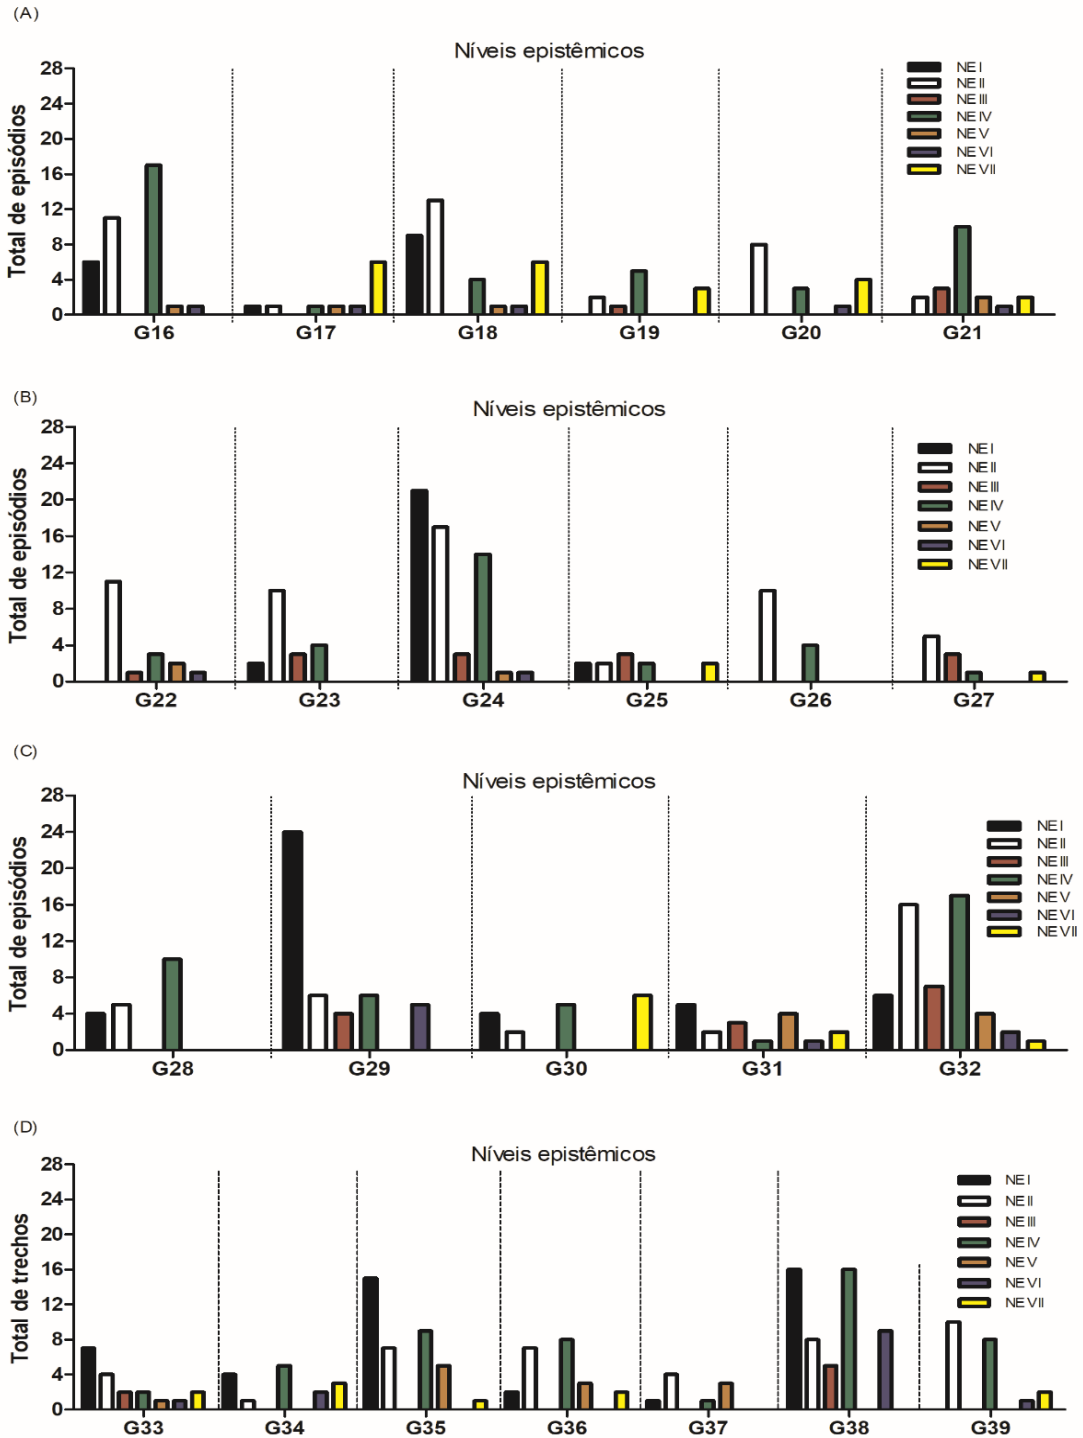 (A)
Níveis epistêmicos
Total de episódios
28
24
20
16
12
8
4
0
NE I
NE II
NE III
NE IV
NE V
NE VI
NE VII
G16 G17 G18 G19 G20 G21
(B)
Níveis epistêmicos
Total de episódios
28
24
20
16
12
8
4
0
NE I
NE II
NE III
NE IV
NE V
NE VI
NE VII
G22 G23 G24 G25 G26 G27
(C)
Níveis epistêmicos
Total de episódios
28
24
20
16
12
8
4
0
NE I
NE II
NE III
NE IV
NE V
NE VI
NE VII
G28 G29 G30 G31 G32
(D)
Níveis epistêmicos
Total de trechos
28
24
20
16
12
8
4
0
NE I
NE II
NE III
NE IV
NE V
NE VI
NE VII
G33 G34 G35 G36 G37 G38 G39